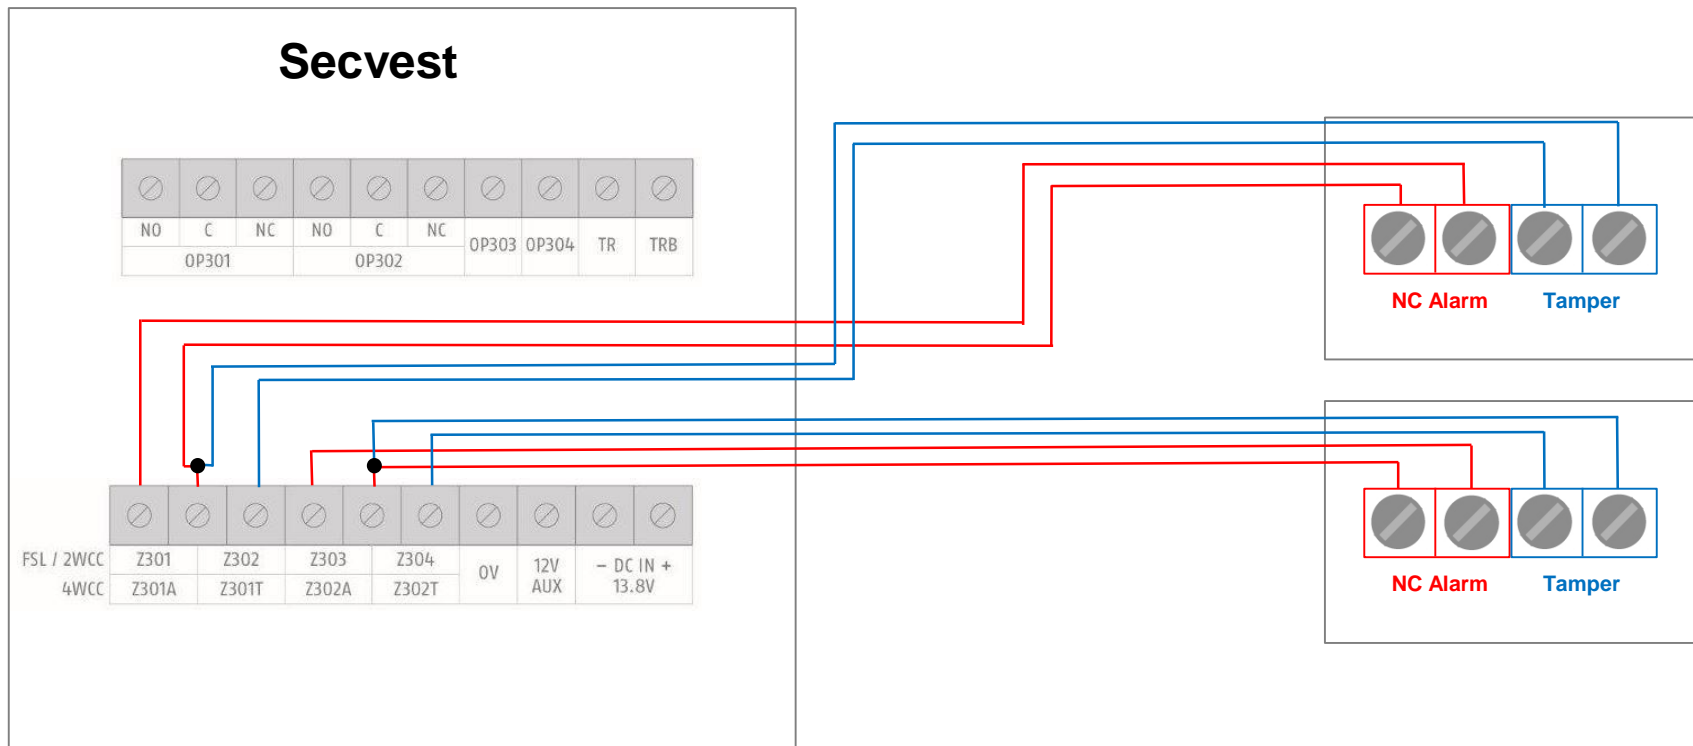 Secvest
NO C NC NO C NC OP303 OP304 TR TRB
OP301 OP302
NC Alarm Tamper
FSL / 2WCC Z301 Z302 Z303 Z304 0V 12V AUX - DC IN + 13.8V
4WCC Z301A Z301T Z302A Z302T
NC Alarm Tamper